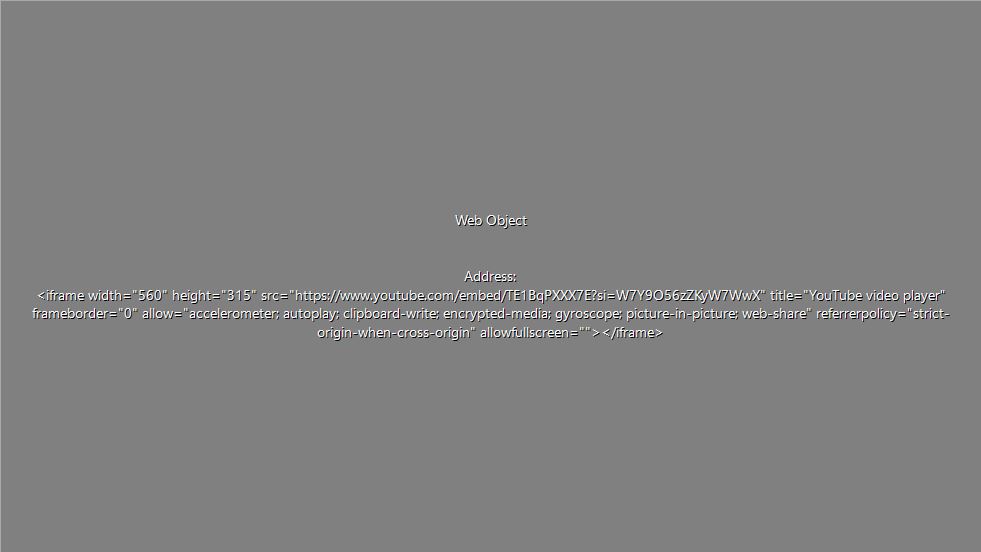 Web Object
Address:
<iframe width="560" height="315" src="https://www.youtube.com/embed/TE1BqPXXX7E?si=W7Y9O56zZKyW7WwX" title="YouTube video player"
frameborder="0" allow="accelerometer; autoplay; clipboard-write; encrypted-media; gyroscope; picture-in-picture; web-share" referrerpolicy="strict-
origin-when-cross-origin" allowfullscreen=""></iframe>